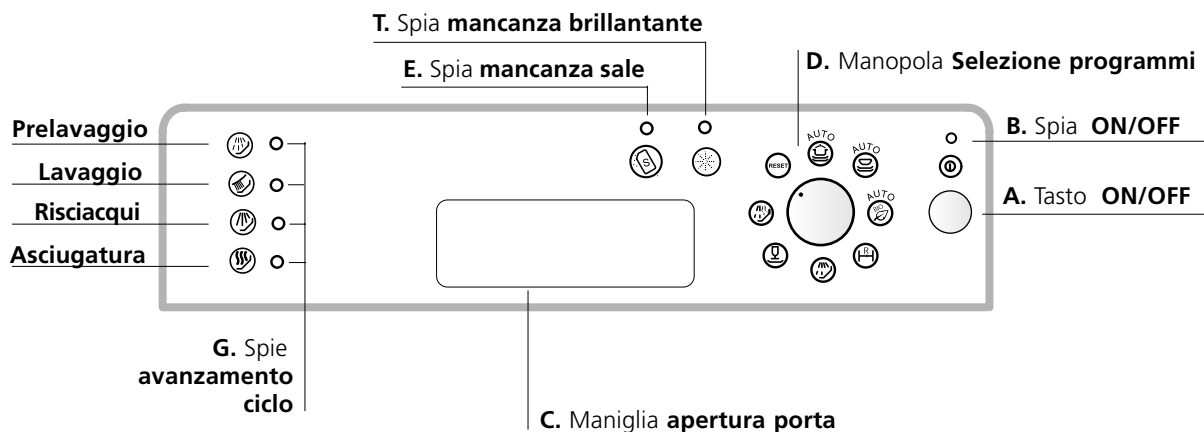 T. Spia mancanza brillantante
E. Spia mancanza sale
D. Manopola Selezione programmi
Prelavaggio
Lavaggio
Risciacqui
Asciugatura
B. Spia ON/OFF
A. Tasto ON/OFF
AUTO
AUTO
AUTO
RESET
BIO
S
R
G. Spie
avanzamento
ciclo
C. Maniglia apertura porta